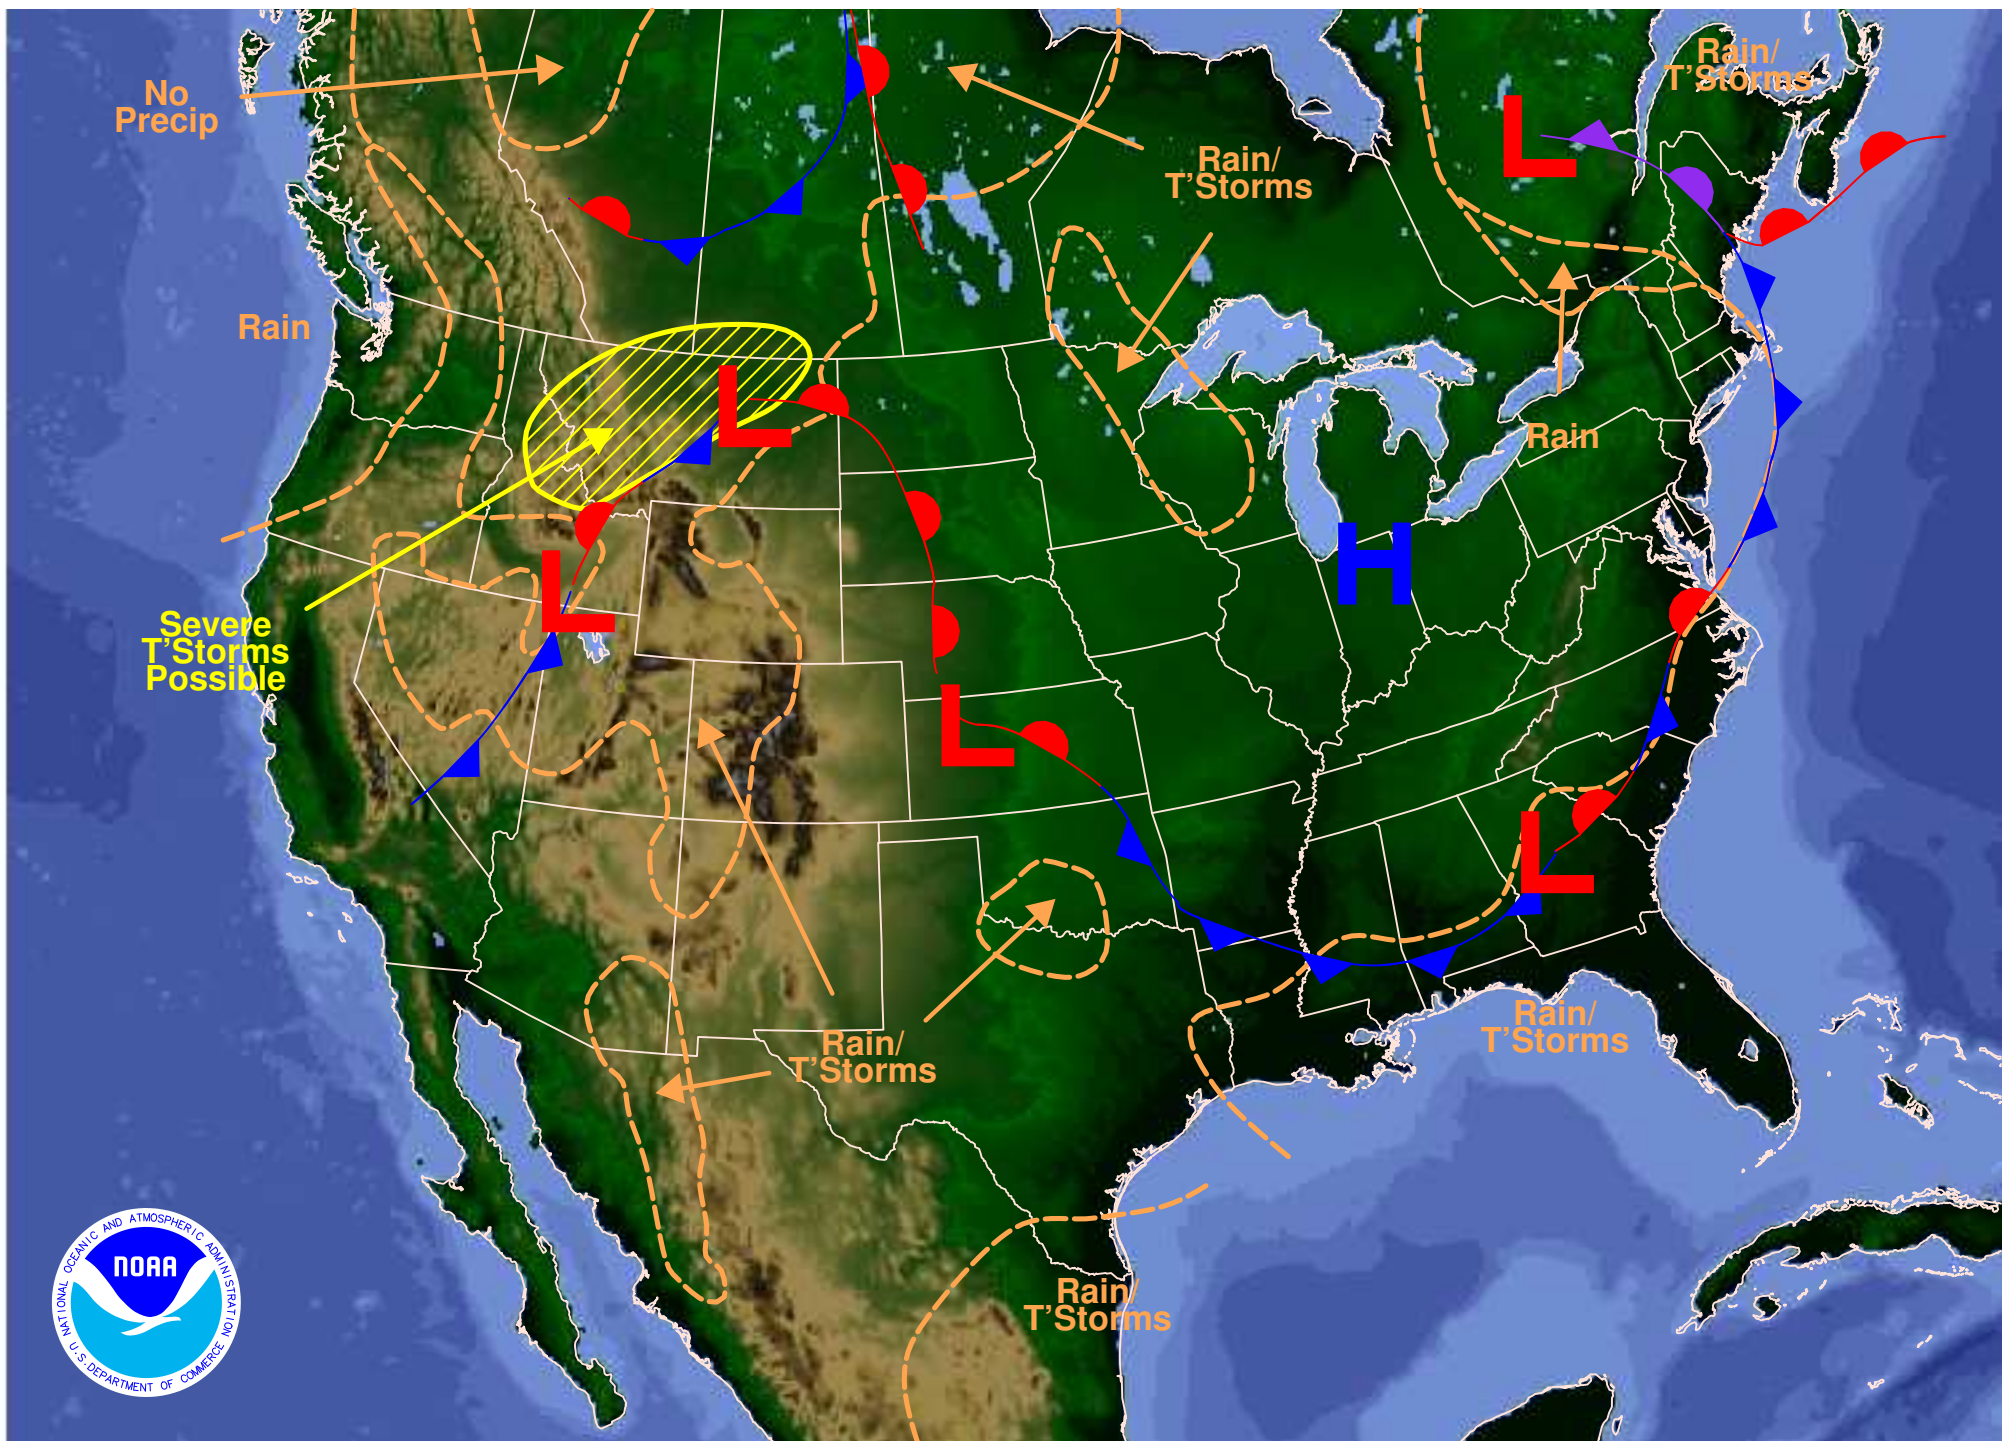 No
Precip
Rain/
T'Storms
Rain/
T'Storms
L
Rain
L
Rain
H
L
Severe
T'Storms
Possible
L
L
Rain/
T'Storms
Rain/
T'Storms
Rain/
T'Storms
NATIONAL OCEANIC AND ATMOSPHERIC ADMINISTRATION
NOAA
U.S. DEPARTMENT OF COMMERCE